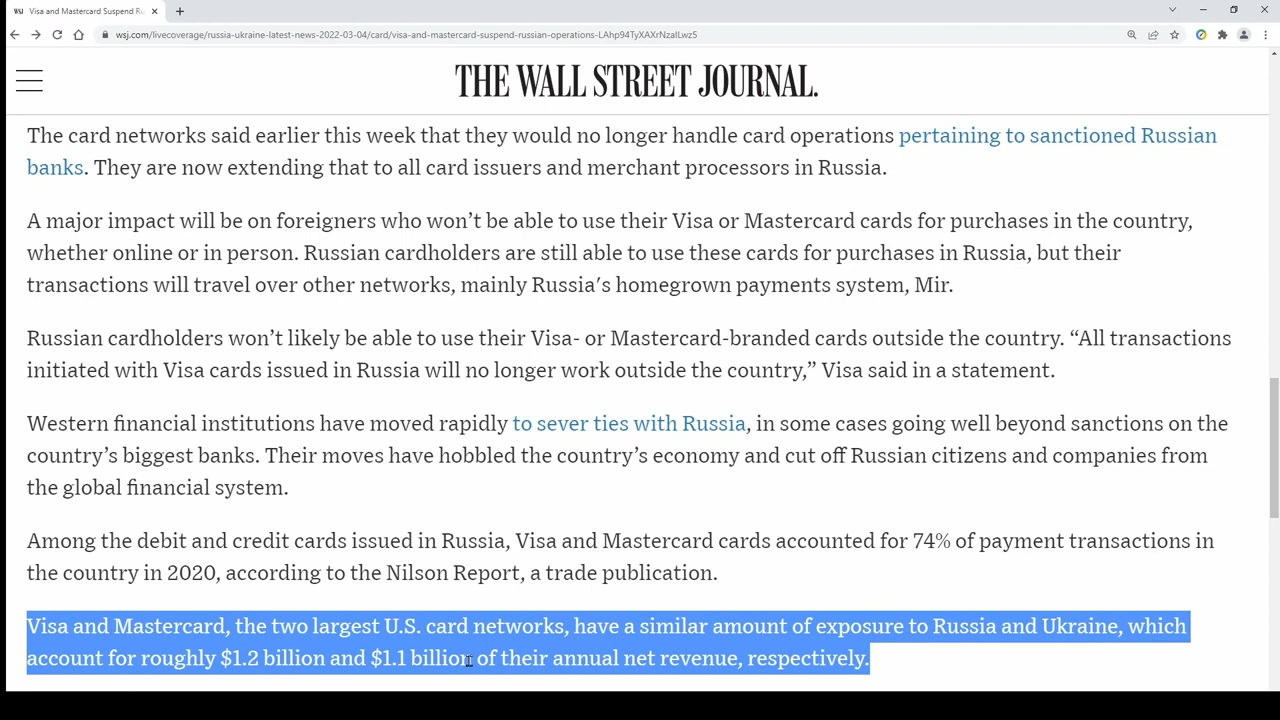 WSJ Visa and Mastercard Suspend Ru
wsj.com/livecoverage/russia-ukraine-latest-news-2022-03-04/card/visa-and-mastercard-suspend-russian-operations-LAhp94TyXAXrNzalLwz5
THE WALL STREET JOURNAL.
The card networks said earlier this week that they would no longer handle card operations pertaining to sanctioned Russian
banks. They are now extending that to all card issuers and merchant processors in Russia.
A major impact will be on foreigners who won’t be able to use their Visa or Mastercard cards for purchases in the country,
whether online or in person. Russian cardholders are still able to use these cards for purchases in Russia, but their
transactions will travel over other networks, mainly Russia's homegrown payments system, Mir.
Russian cardholders won’t likely be able to use their Visa- or Mastercard-branded cards outside the country. “All transactions
initiated with Visa cards issued in Russia will no longer work outside the country,” Visa said in a statement.
Western financial institutions have moved rapidly to sever ties with Russia, in some cases going well beyond sanctions on the
country’s biggest banks. Their moves have hobbled the country’s economy and cut off Russian citizens and companies from
the global financial system.
Among the debit and credit cards issued in Russia, Visa and Mastercard cards accounted for 74% of payment transactions in
the country in 2020, according to the Nilson Report, a trade publication.
Visa and Mastercard, the two largest U.S. card networks, have a similar amount of exposure to Russia and Ukraine, which
account for roughly $1.2 billion and $1.1 billion of their annual net revenue, respectively.